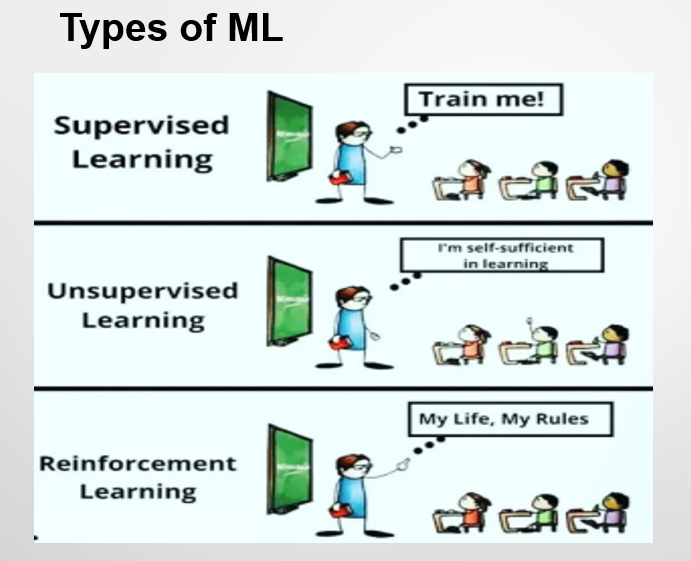 Types of ML
Supervised
Learning
Train me!
Unsupervised
Learning
I'm self-sufficient
in learning
Reinforcement
Learning
My Life, My Rules